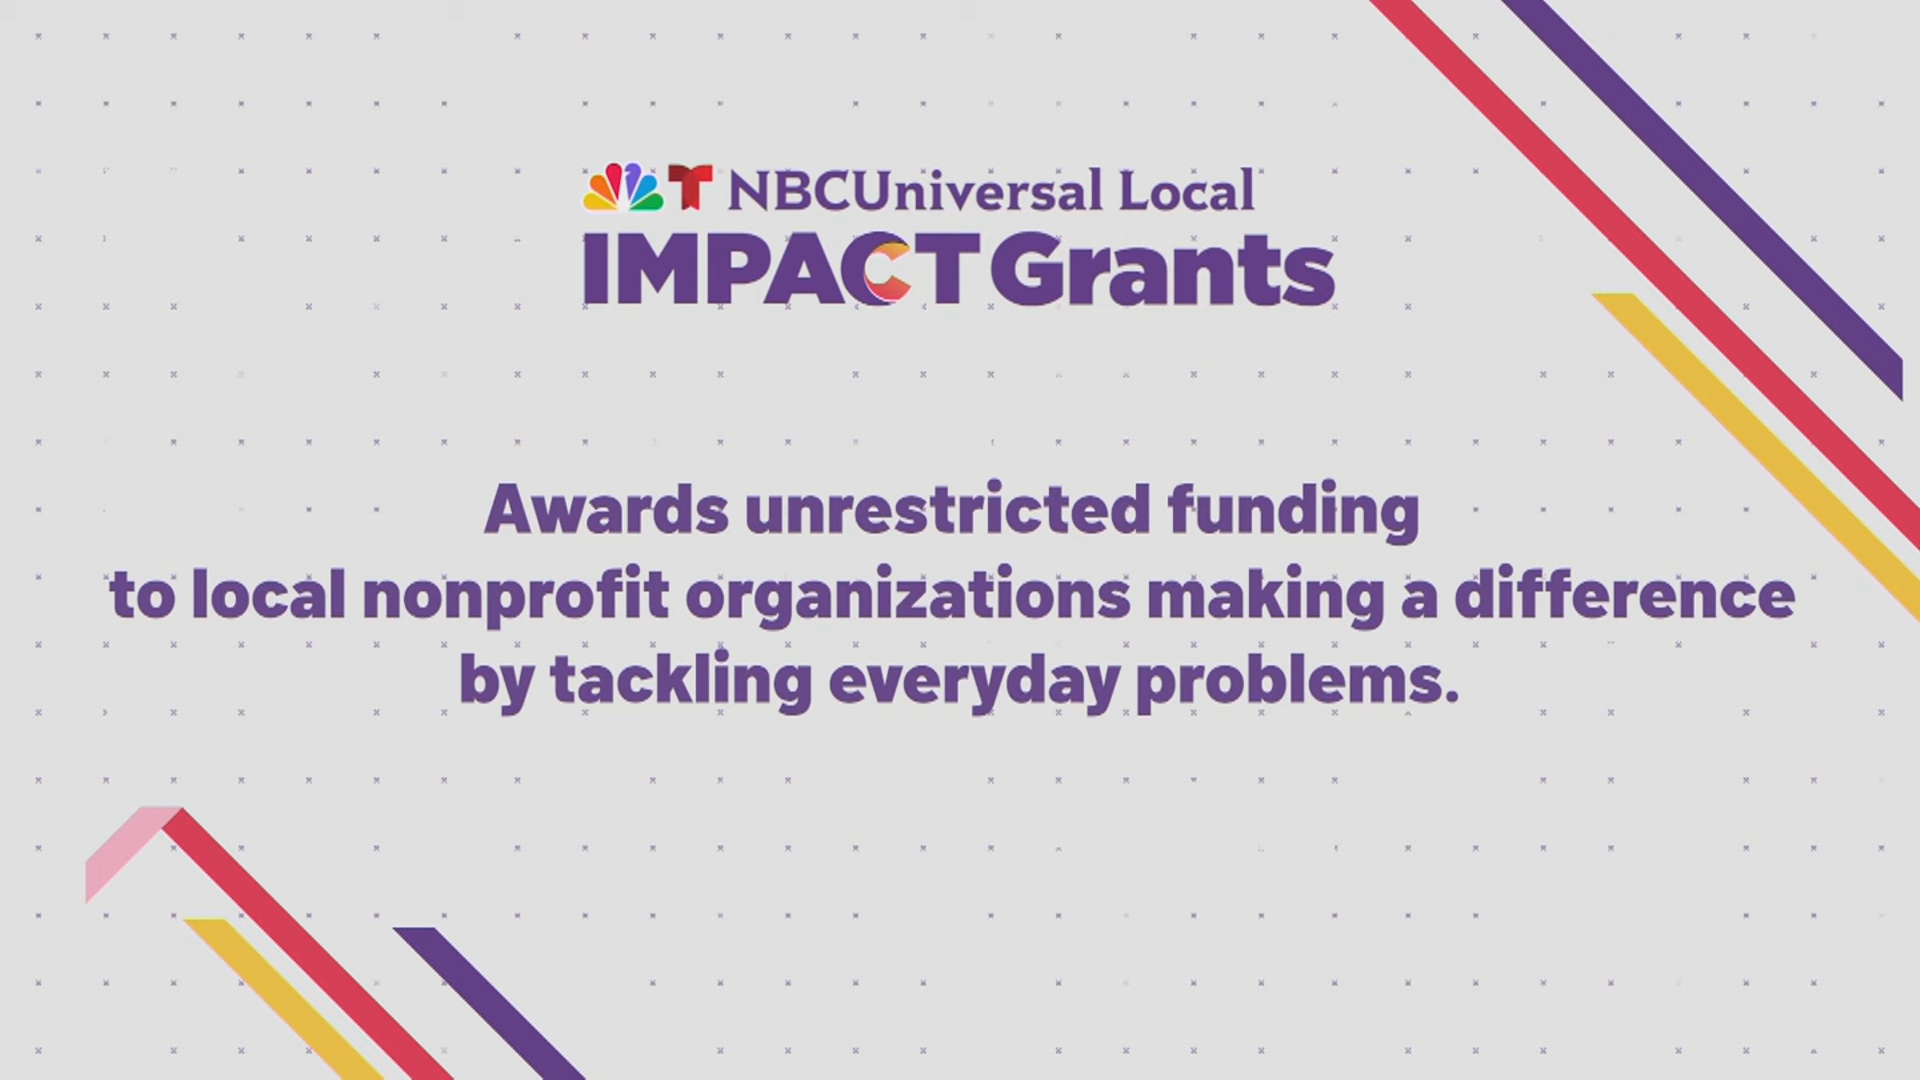 NBCUniversal Local
IMPACT Grants
Awards unrestricted funding
to local nonprofit organizations making a difference
by tackling everyday problems.